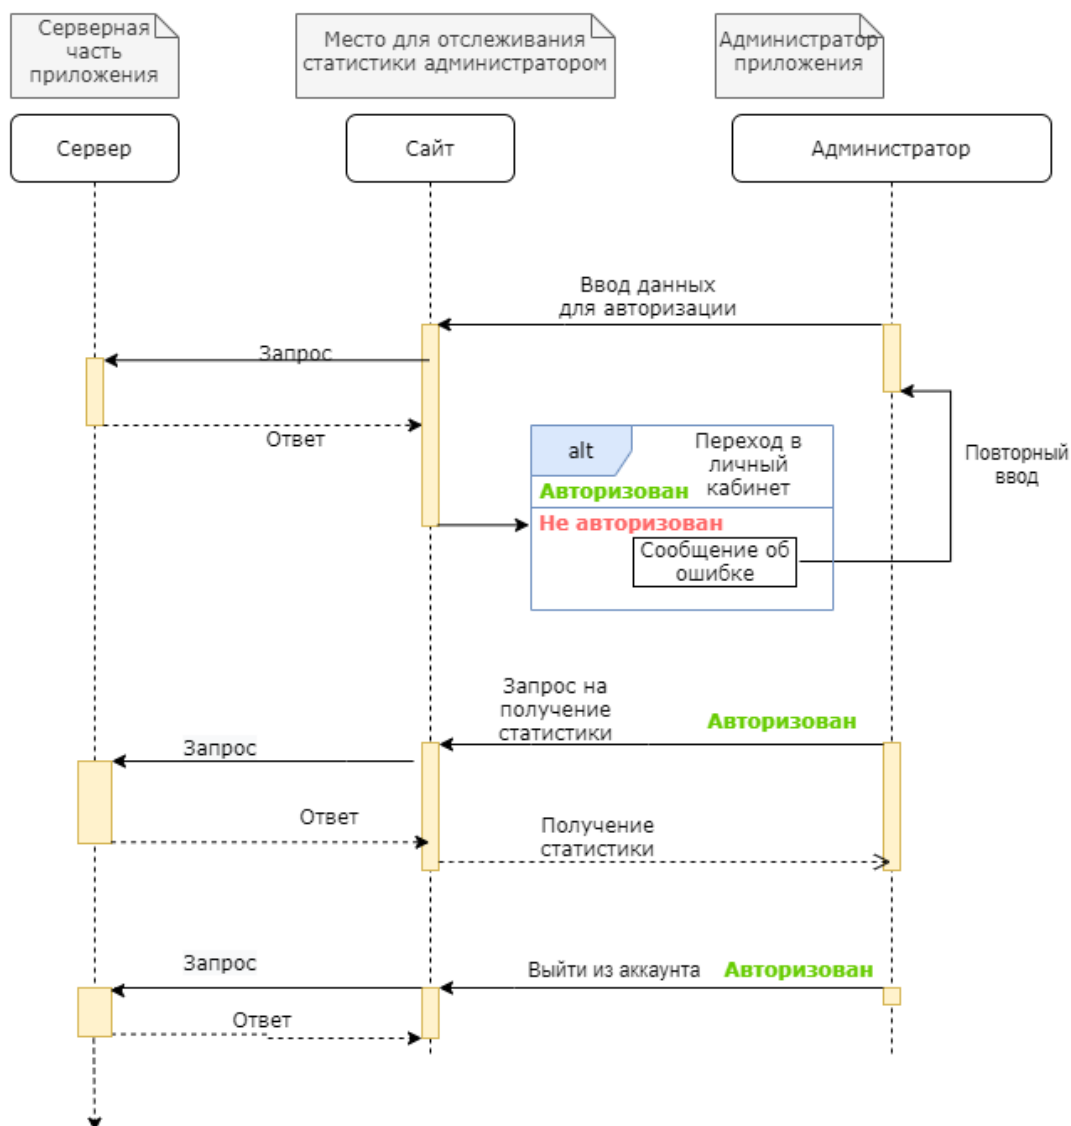 Серверная
часть
приложения
Место для отслеживания
статистики администратором
Администратор
приложения
Сервер
Сайт
Администратор
Ввод данных
для авторизации
Запрос
Ответ
alt
Переход в
личный
кабинет
Авторизован
Не авторизован
Сообщение об
ошибке
Повторный
ввод
Запрос на
получение
статистики
Авторизован
Запрос
Ответ
Получение
статистики
Запрос
Выйти из аккаунта
Авторизован
Ответ